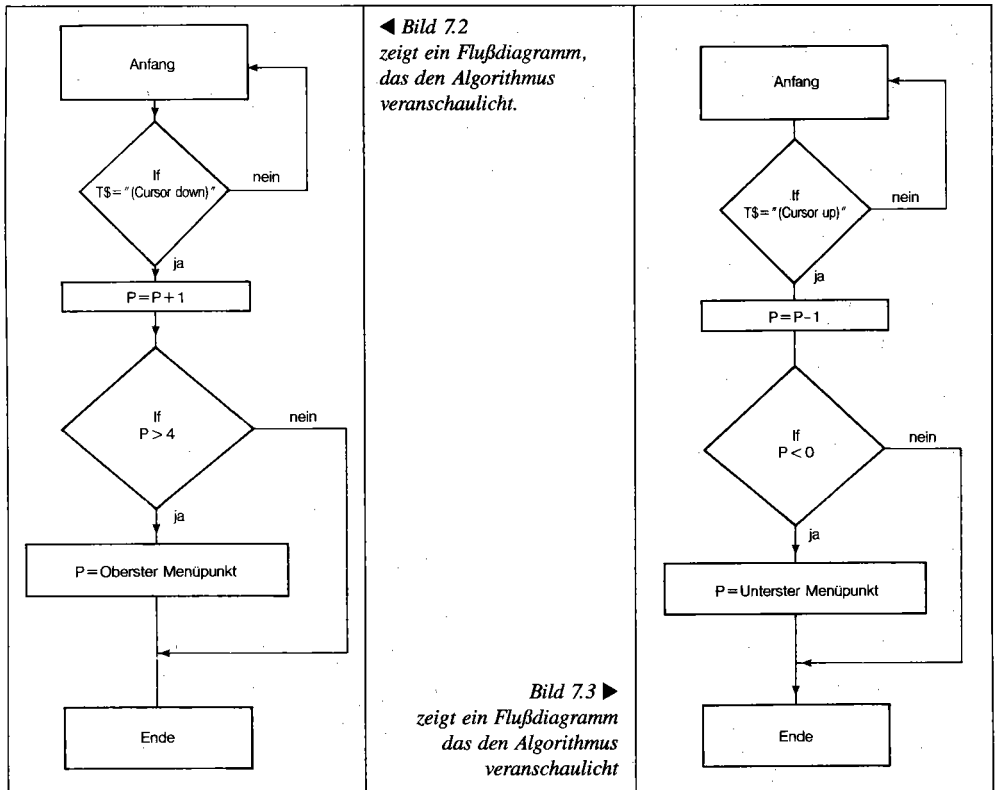 Anfang
If
T$="(Cursor down)"
nein
ja
P=P+1
If
P>4
nein
ja
P=Oberster Menüpunkt
Ende
◀ Bild 7.2
zeigt ein Flußdiagramm,
das den Algorithmus
veranschaulicht.
Bild 7.3 ▶
zeigt ein Flußdiagramm
das den Algorithmus
veranschaulicht
Anfang
If
T$="(Cursor up)"
nein
ja
P=P-1
If
P<0
nein
ja
P=Unterster Menüpunkt
Ende